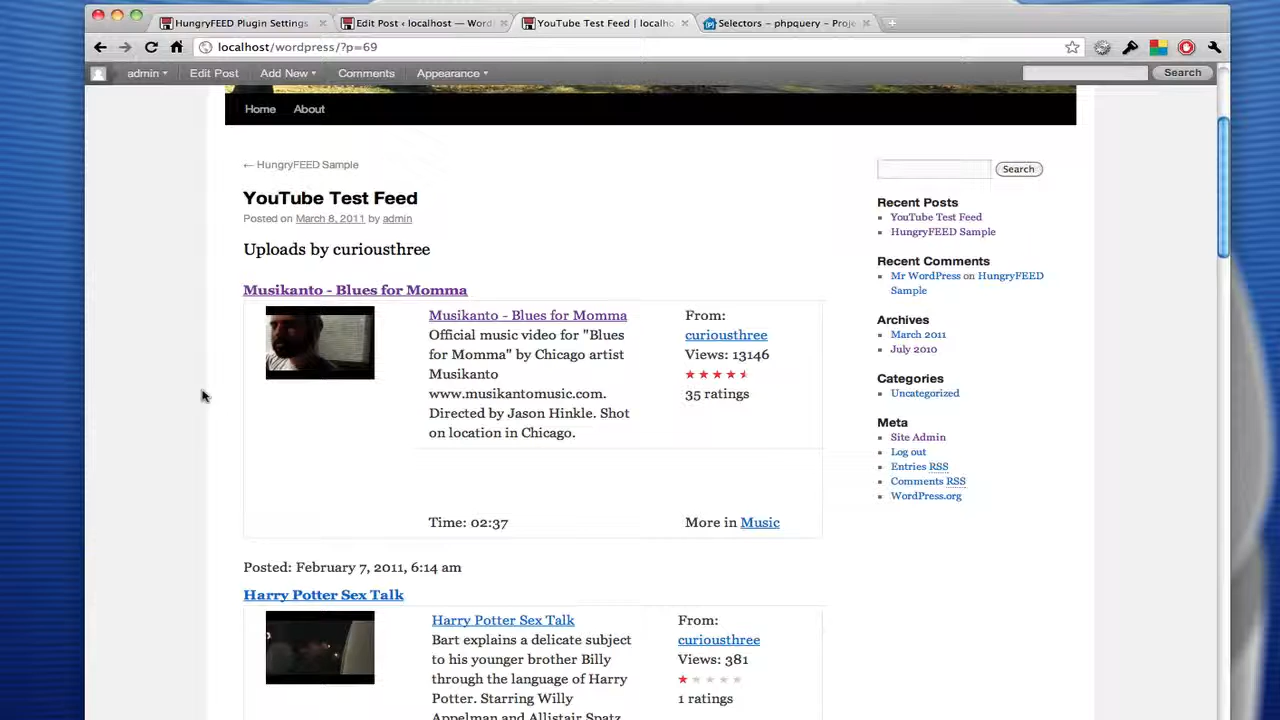 HungryFEED Plugin Settings
Edit Post ‹ localhost — Word
YouTube Test Feed | localho
Selectors – phpquery – Proje
localhost/wordpress/?p=69
admin Edit Post Add New Comments Appearance Search
Home About
← HungryFEED Sample
YouTube Test Feed
Posted on March 8, 2011 by admin
Uploads by curiousthree
Musikanto - Blues for Momma
Musikanto - Blues for Momma
Official music video for "Blues
for Momma" by Chicago artist
Musikanto
www.musikantomusic.com.
Directed by Jason Hinkle. Shot
on location in Chicago.
From:
curiousthree
Views: 13146
35 ratings
Time: 02:37
More in Music
Posted: February 7, 2011, 6:14 am
Harry Potter Sex Talk
Harry Potter Sex Talk
Bart explains a delicate subject
to his younger brother Billy
through the language of Harry
Potter. Starring Willy
Appelman and Allistair Spatz
From:
curiousthree
Views: 381
1 ratings
Search
Recent Posts
YouTube Test Feed
HungryFEED Sample
Recent Comments
Mr WordPress on HungryFEED
Sample
Archives
March 2011
July 2010
Categories
Uncategorized
Meta
Site Admin
Log out
Entries RSS
Comments RSS
WordPress.org